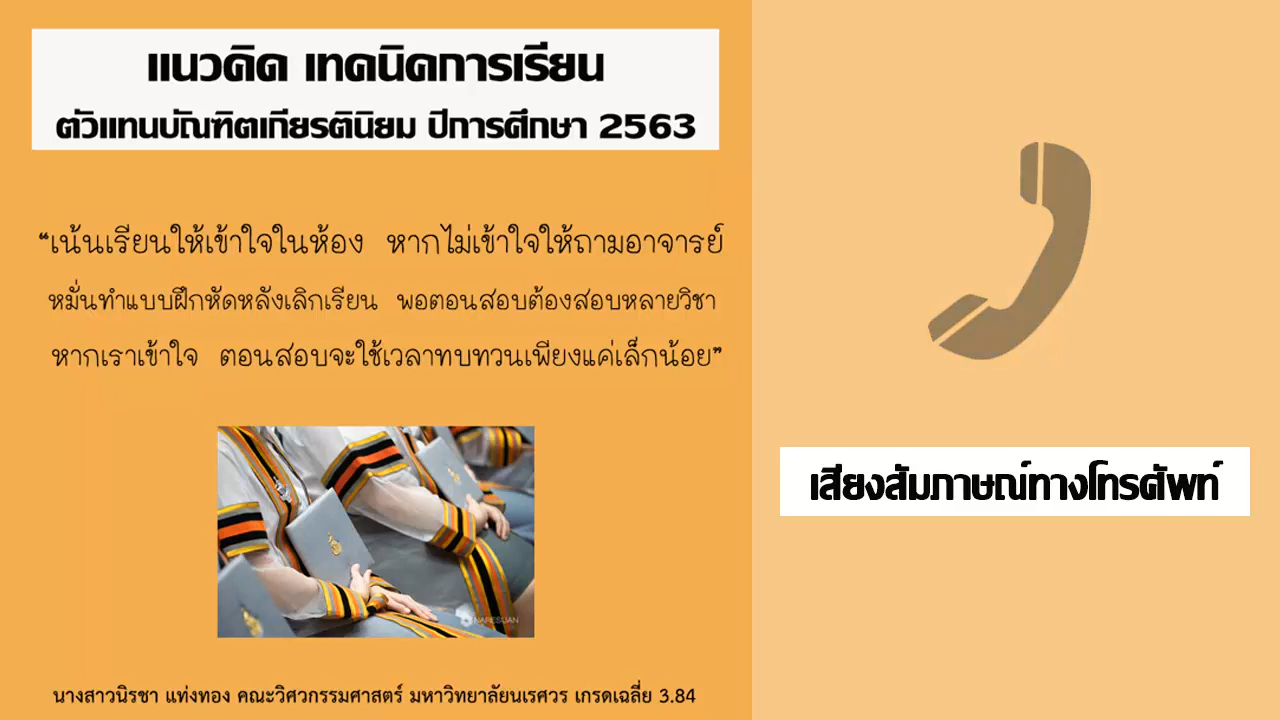 แนวคิด เทคนิคการเรียน
ตัวแทนบัณฑิตเกียรตินิยม ปีการศึกษา 2563
“เน้นเรียนให้เข้าใจในห้อง หากไม่เข้าใจให้ถามอาจารย์
หมั่นทำแบบฝึกหัดหลังเลิกเรียน พอตอนสอบต้องสอบหลายวิชา
หากเราเข้าใจ ตอนสอบจะใช้เวลาทบทวนเพียงแค่เล็กน้อย”
NARESUAN
นางสาวนิรชา แท่งทอง คณะวิศวกรรมศาสตร์ มหาวิทยาลัยนเรศวร เกรดเฉลี่ย 3.84
เสียงสัมภาษณ์ทางโทรศัพท์